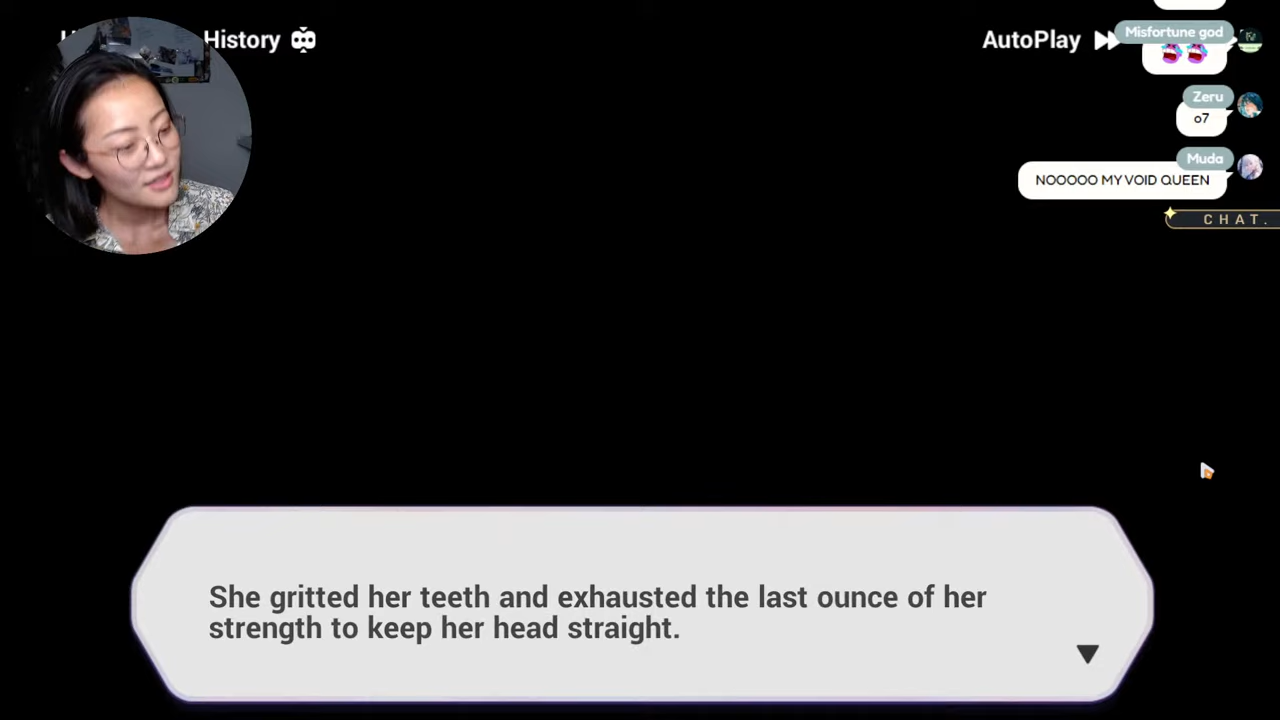 History
AutoPlay
Misfortune god
Zeru
o7
Muda
NOOOOO MY VOID QUEEN
CHAT.
She gritted her teeth and exhausted the last ounce of her
strength to keep her head straight.